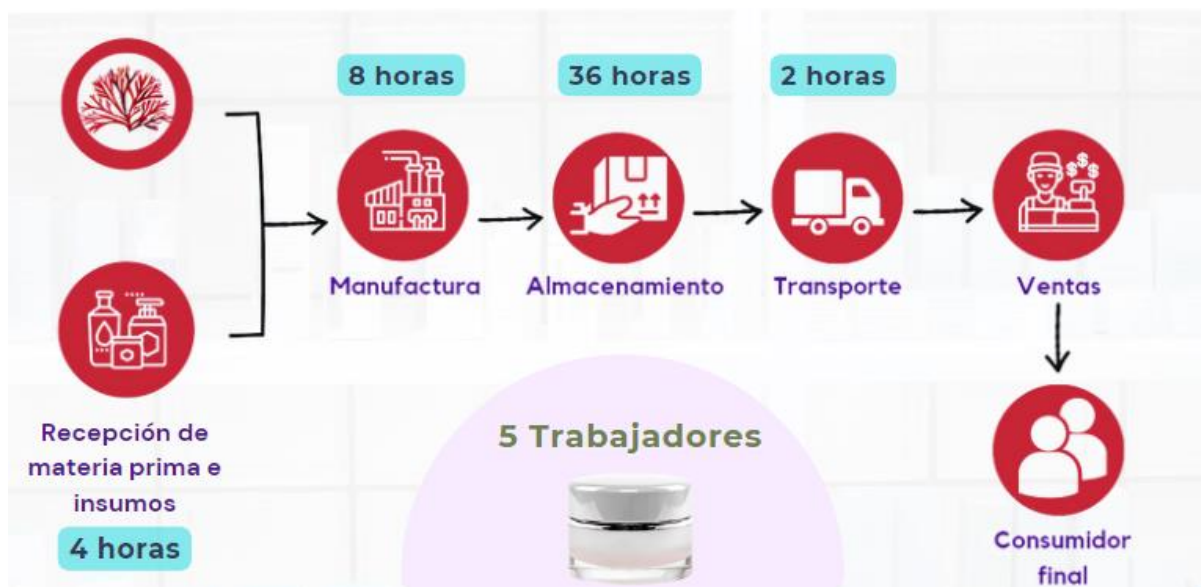 8 horas
36 horas
2 horas
Manufactura
Almacenamiento
Transporte
Ventas
Recepción de
materia prima e
insumos
4 horas
5 Trabajadores
Consumidor
final